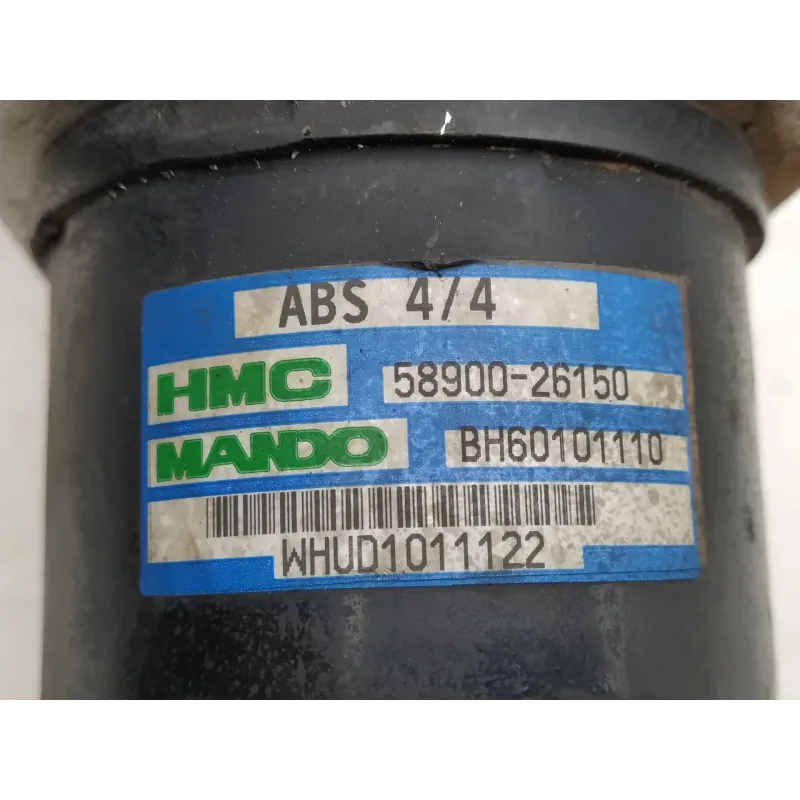 ABS 4/4
HMC 58900-26150
MANDO BH60101110
WHUD1011122